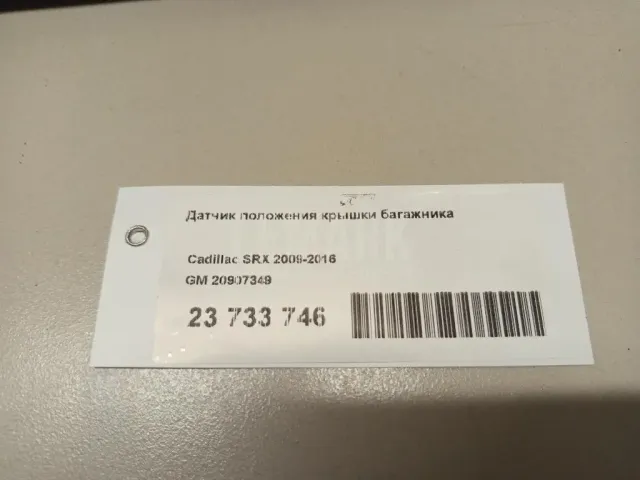 Датчик положения крышки багажника
Cadillac SRX 2009-2016
GM 20907349
23 733 746